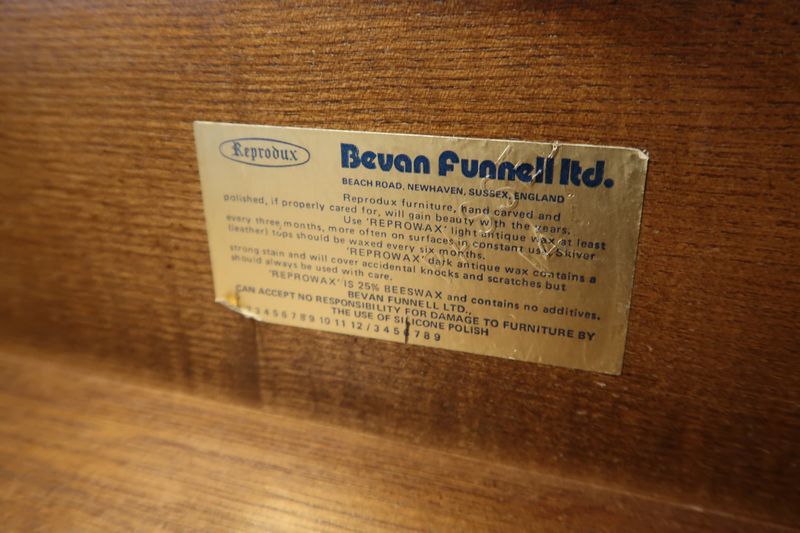 Reprodux
Bevan Funnell ltd.
BEACH ROAD, NEWHAVEN, SUSSEX, ENGLAND
Reprodux furniture, hand carved and
polished, if properly cared for, will gain beauty with the years.
Use 'REPROWAX' light antique wax at least
every three months, more often on surfaces in constant use. Skiver
(leather) tops should be waxed every six months.
'REPROWAX' dark antique wax contains a
strong stain and will cover accidental knocks and scratches but
should always be used with care.
'REPROWAX' IS 25% BEESWAX and contains no additives.
BEVAN FUNNELL LTD.,
CAN ACCEPT NO RESPONSIBILITY FOR DAMAGE TO FURNITURE BY
THE USE OF SILICONE POLISH
2 3 4 5 6 7 8 9 10 11 12 / 3 4 5 6 7 8 9